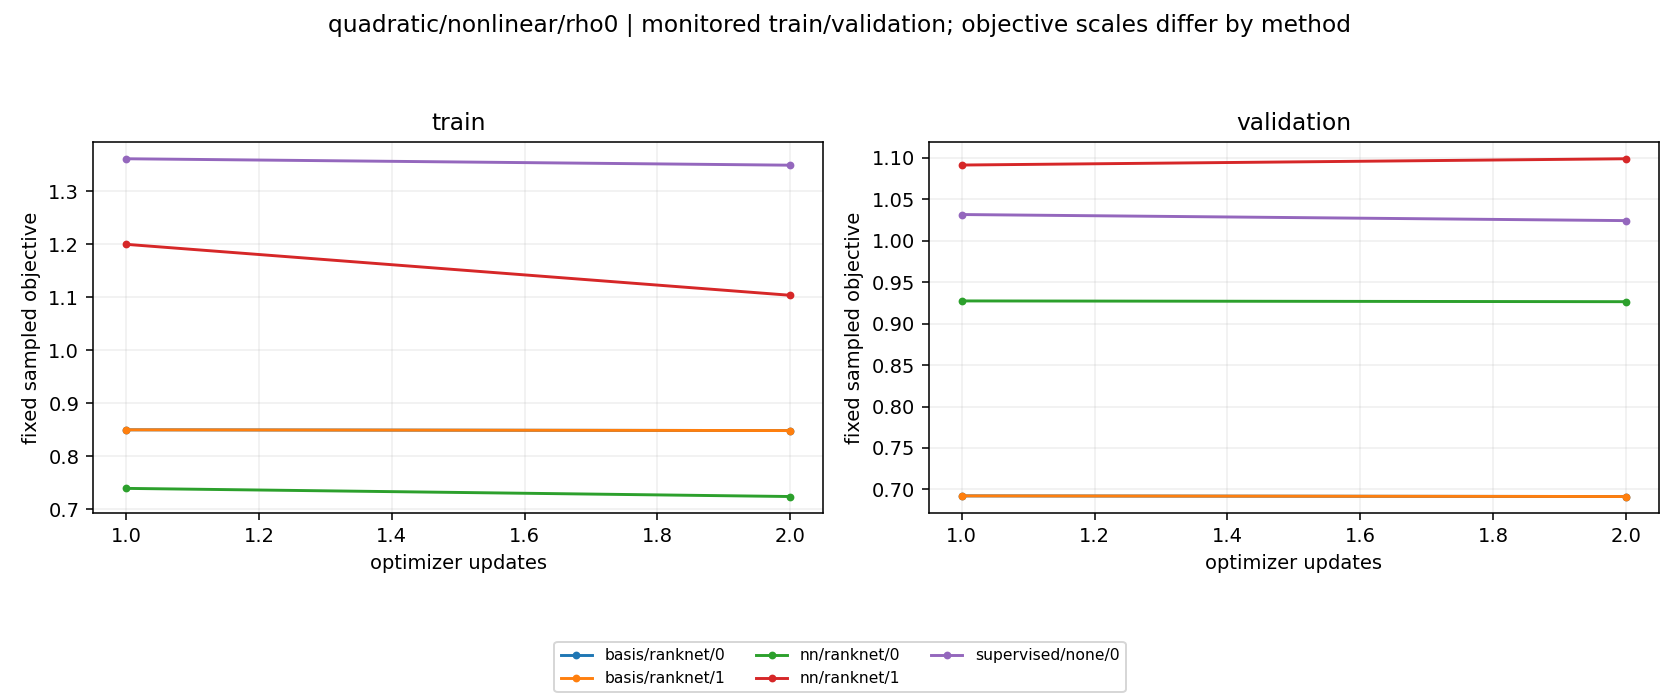 quadratic/nonlinear/rho0 | monitored train/validation; objective scales differ by method
train
fixed sampled objective
1.3
1.2
1.1
1.0
0.9
0.8
0.7
1.0 1.2 1.4 1.6 1.8 2.0
optimizer updates
validation
fixed sampled objective
1.10
1.05
1.00
0.95
0.90
0.85
0.80
0.75
0.70
1.0 1.2 1.4 1.6 1.8 2.0
optimizer updates
basis/ranknet/0 nn/ranknet/0 supervised/none/0
basis/ranknet/1 nn/ranknet/1